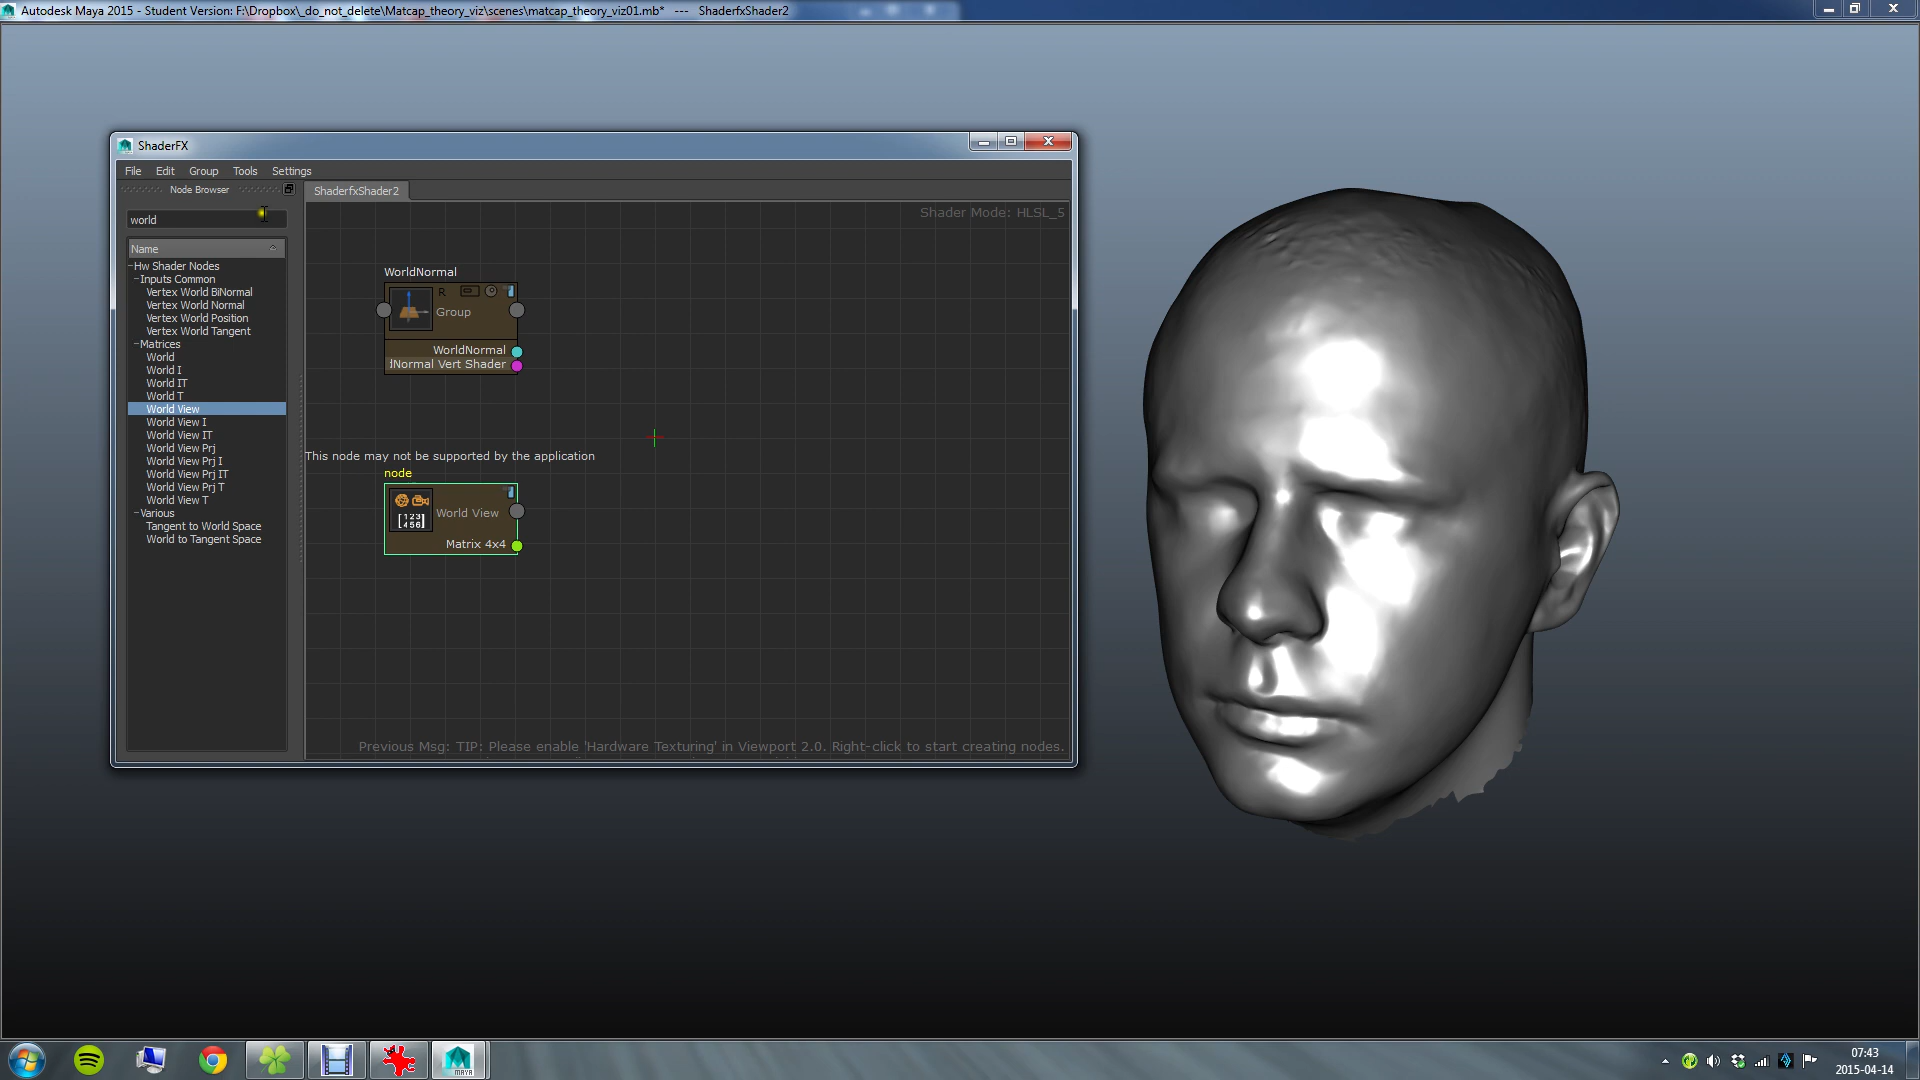 Autodesk Maya 2015 - Student Version: F:\Dropbox\_do_not_delete\Matcap_theory_viz\scenes\matcap_theory_viz01.mb* --- ShaderfxShader2
ShaderFX
File Edit Group Tools Settings
Node Browser
ShaderfxShader2
world
Shader Mode: HLSL_5
Name
Hw Shader Nodes
Inputs Common
Vertex World BiNormal
Vertex World Normal
Vertex World Position
Vertex World Tangent
Matrices
World
World I
World IT
World T
World View
World View I
World View IT
World View Prj
World View Prj I
World View Prj IT
World View Prj T
World View T
Various
Tangent to World Space
World to Tangent Space
WorldNormal
R
Group
WorldNormal
lNormal Vert Shader
This node may not be supported by the application
node
[123]
[456]
World View
Matrix 4x4
Previous Msg: TIP: Please enable 'Hardware Texturing' in Viewport 2.0. Right-click to start creating nodes.
MAYA
07:43
2015-04-14